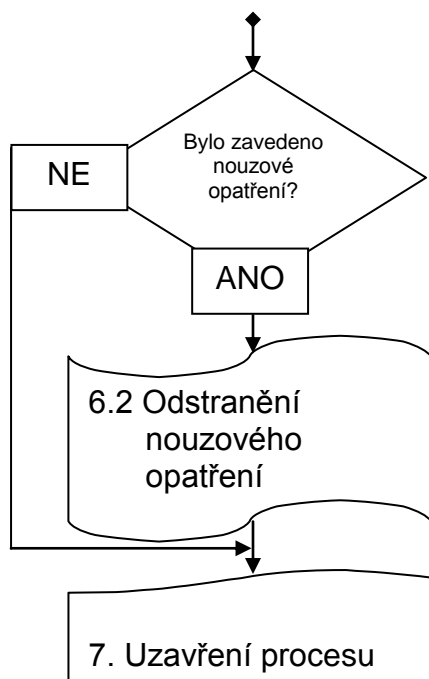 Bylo zavedeno
nouzové
opatření?
NE
ANO
6.2 Odstranění
nouzového
opatření
7. Uzavření procesu